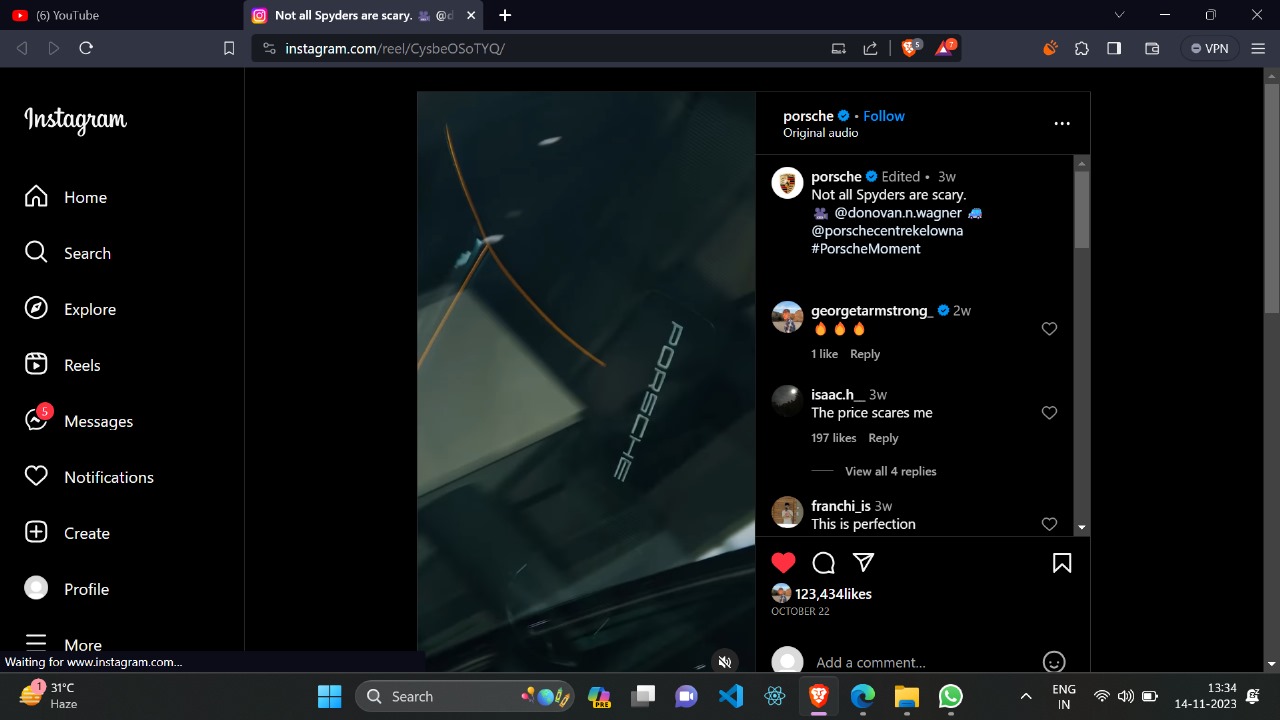 (6) YouTube
Not all Spyders are scary. 🎥 @d
instagram.com/reel/CysbeOSoTYQ/
5
7
VPN
Instagram
Home
Search
Explore
Reels
5
Messages
Notifications
Create
Profile
More
Waiting for www.instagram.com...
PORSCHE
porsche • Follow
Original audio
porsche Edited • 3w
Not all Spyders are scary.
🎥 @donovan.n.wagner 🚙
@porschecentrekelowna
#PorscheMoment
georgetarmstrong_ 2w
🔥 🔥 🔥
1 like Reply
isaac.h__ 3w
The price scares me
197 likes Reply
View all 4 replies
franchi_is 3w
This is perfection
123,434likes
OCTOBER 22
Add a comment...
1
31°C
Haze
Search
PRE
ENG
IN
13:34
14-11-2023